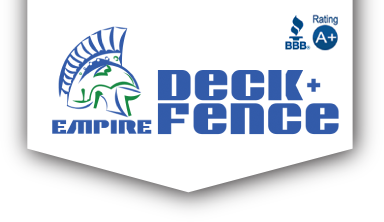 Rating
BBB® A+
DECK+
EMPIRE FENCE